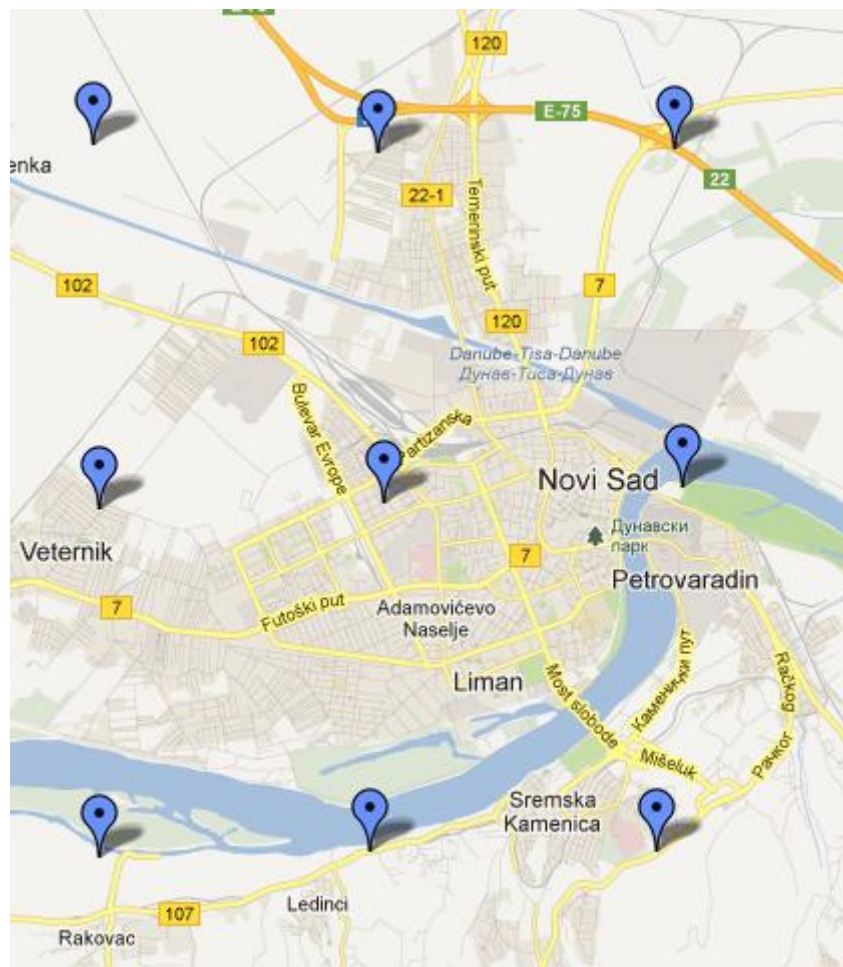 120
E-75
enka
22-1
22
Temerinski put
102
7
120
102
Danube-Tisa-Danube
Дунав-Тиса-Дунав
Bulevar Evrope
Partizanska
Novi Sad
Дунавски
парк
Veternik
7
Petrovaradin
7
Futoški put
Adamovićevo
Naselje
Каменички пут
Račkog
Liman
Most slobode
Рачког
Mišeluk
Sremska
Kamenica
Ledinci
107
Rakovac